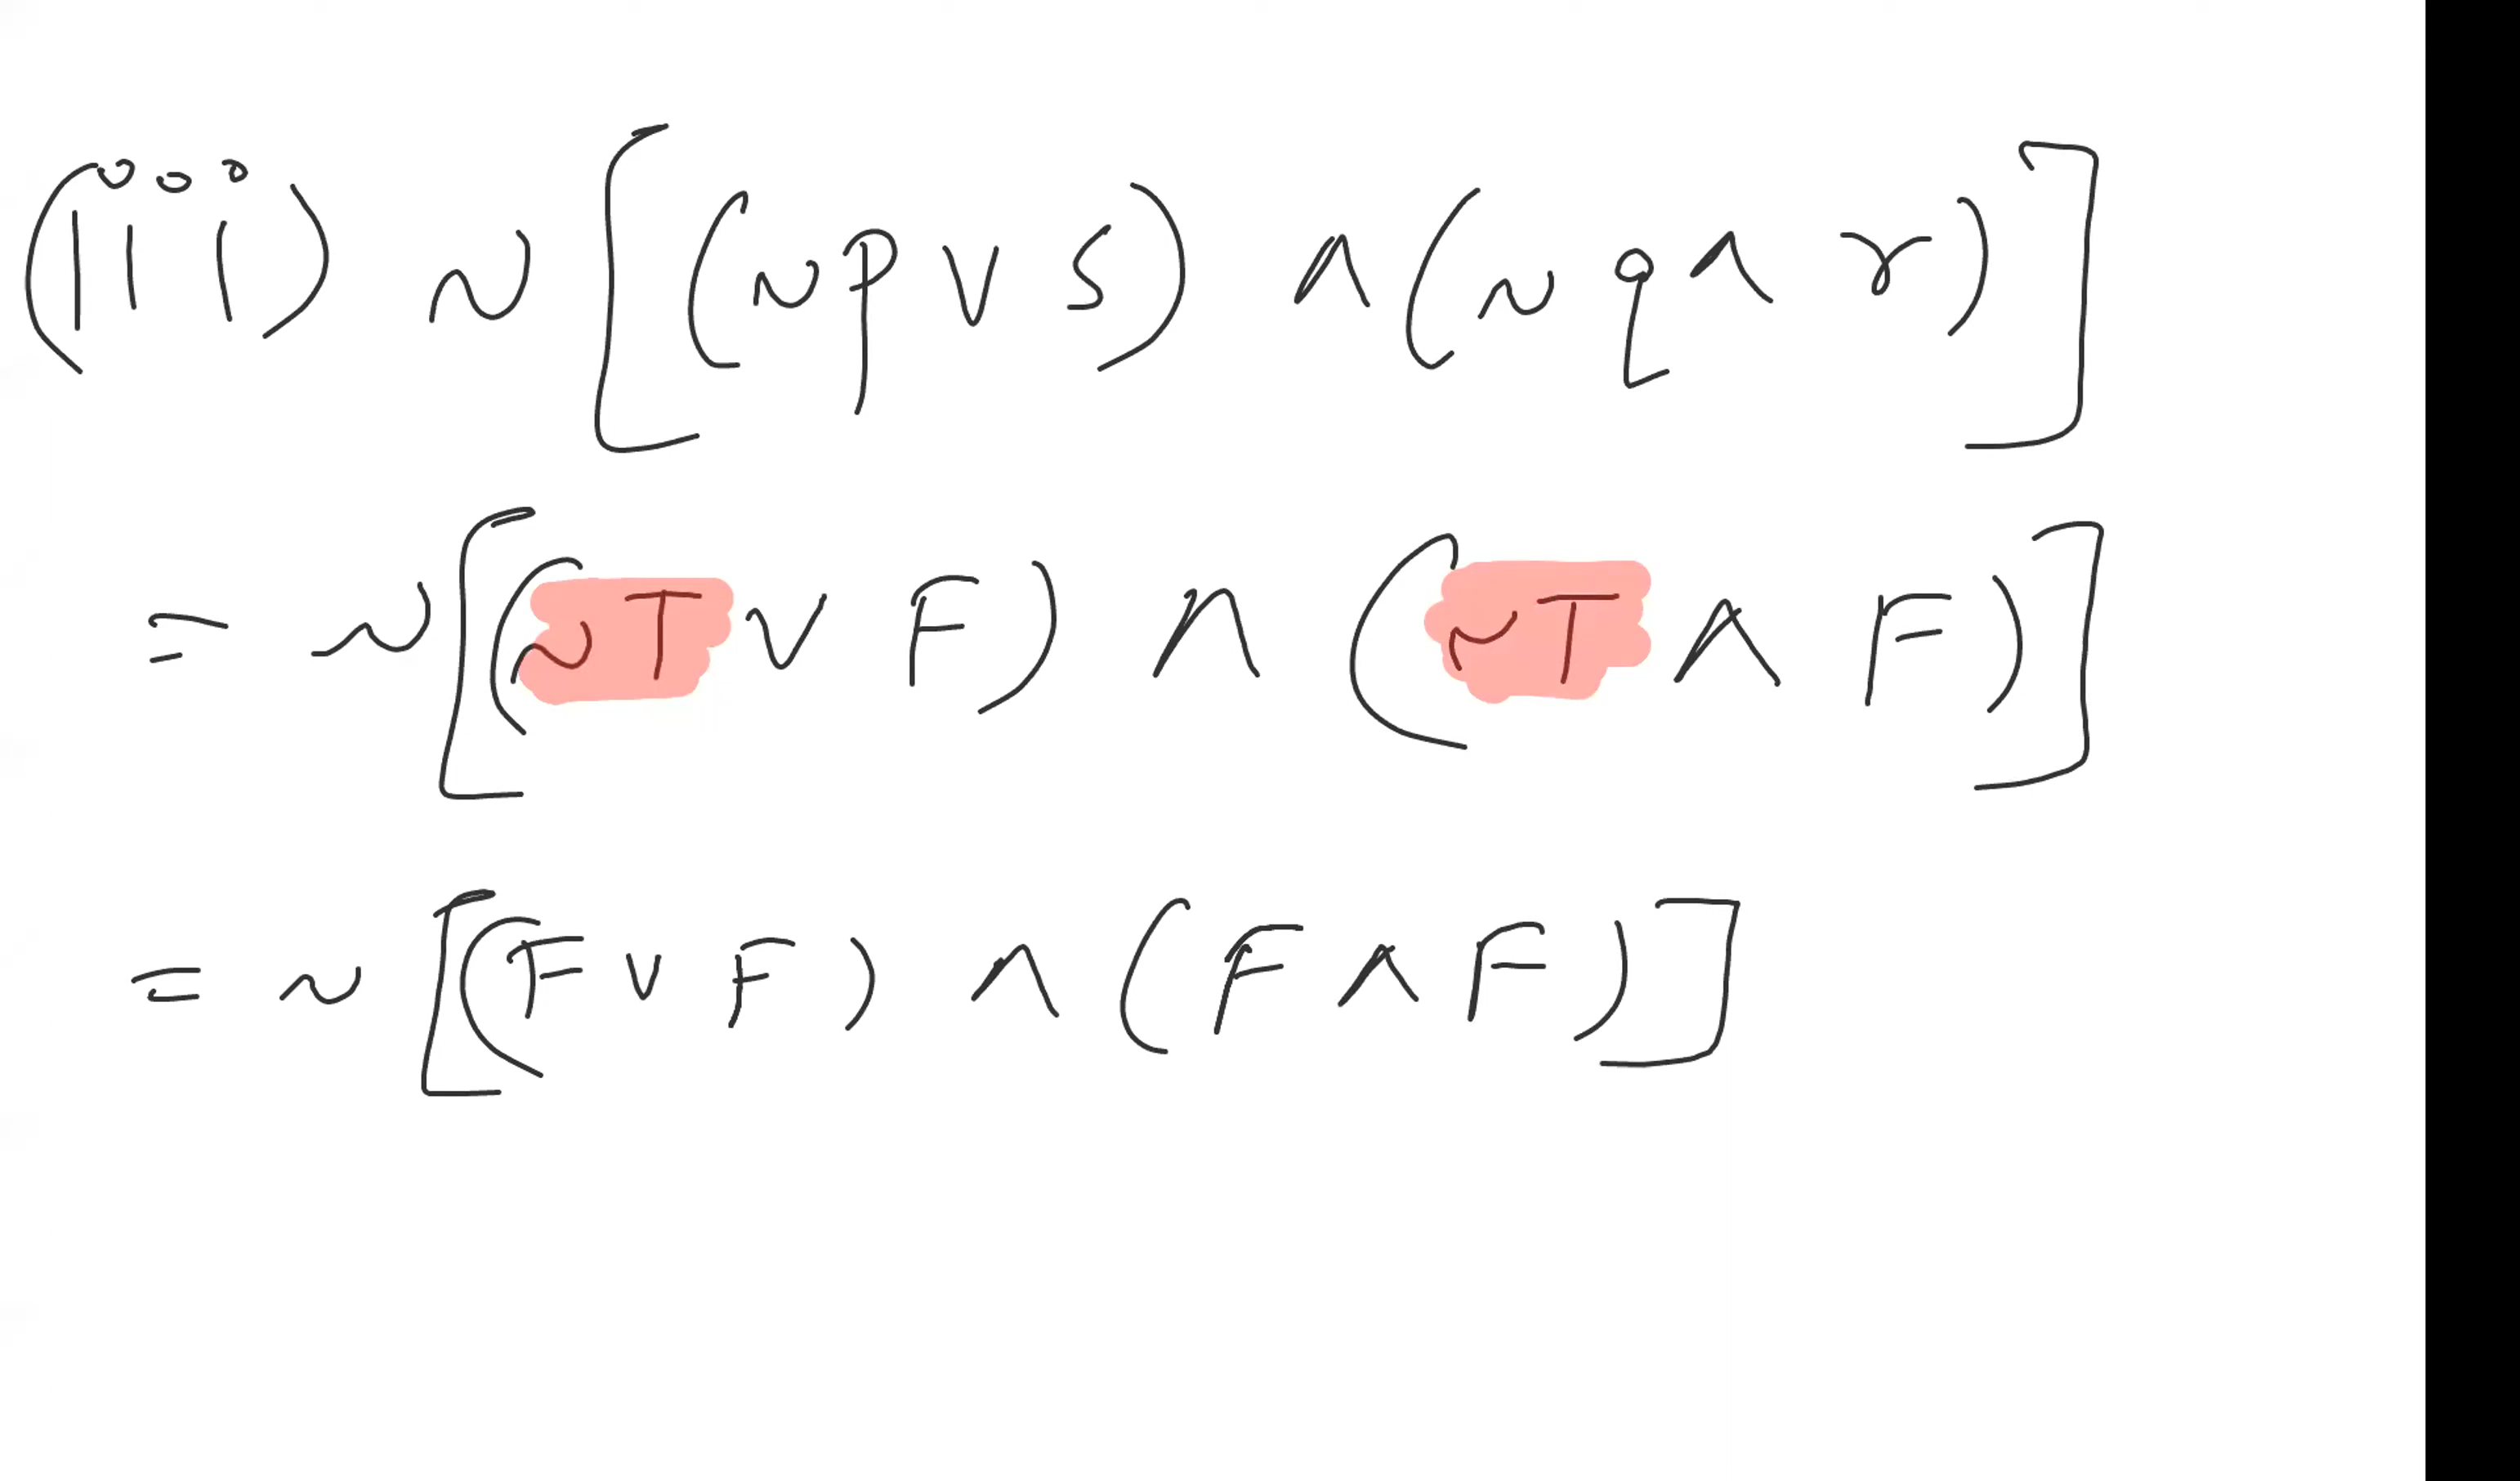 (iii) ~ [(~p ∨ s) ∧ (~q ∧ r)]
= ~ [(~T ∨ F) ∧ (~T ∧ F)]
= ~ [(F ∨ F) ∧ (F ∧ F)]